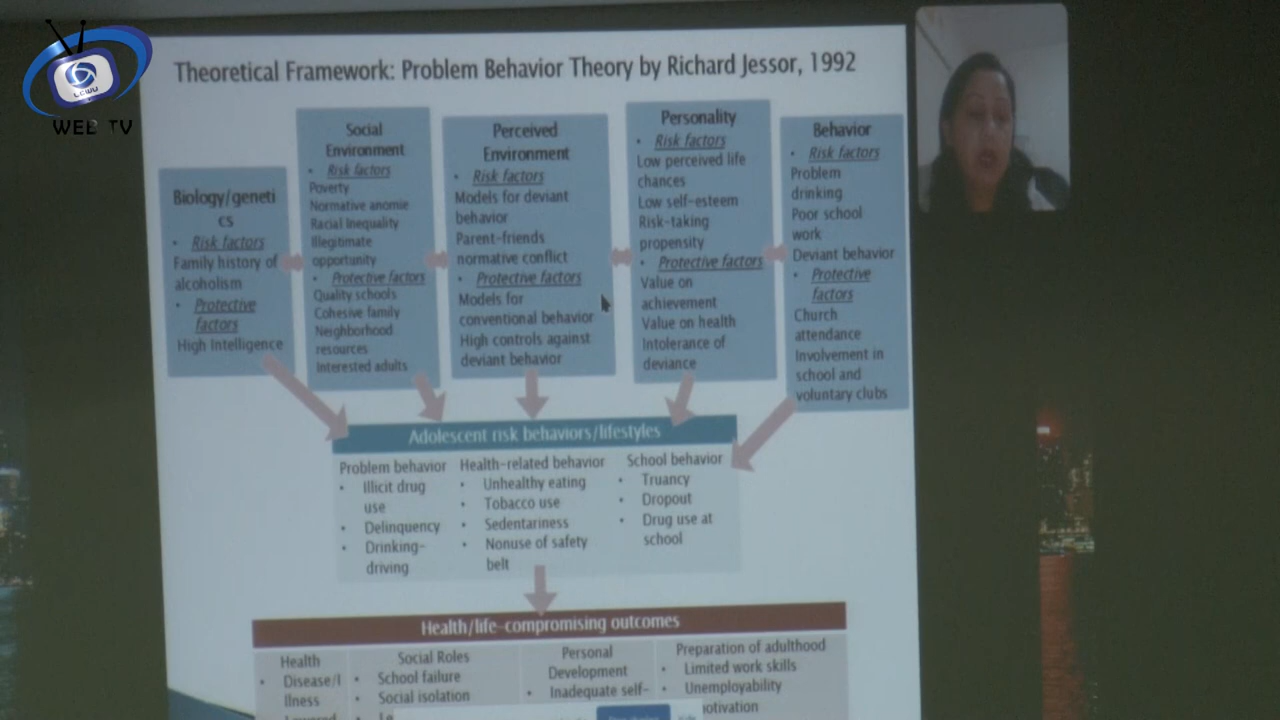 LCWU
WEB TV
Theoretical Framework: Problem Behavior Theory by Richard Jessor, 1992
Biology/geneti
cs
• Risk factors
Family history of
alcoholism
• Protective
factors
High Intelligence
Social
Environment
• Risk factors
Poverty
Normative anomie
Racial Inequality
Illegitimate
opportunity
• Protective factors
Quality schools
Cohesive family
Neighborhood
resources
Interested adults
Perceived
Environment
• Risk factors
Models for deviant
behavior
Parent-friends
normative conflict
• Protective factors
Models for
conventional behavior
High controls against
deviant behavior
Personality
• Risk factors
Low perceived life
chances
Low self-esteem
Risk-taking
propensity
• Protective factors
Value on
achievement
Value on health
Intolerance of
deviance
Behavior
• Risk factors
Problem
drinking
Poor school
work
Deviant behavior
• Protective
factors
Church
attendance
Involvement in
school and
voluntary clubs
Adolescent risk behaviors/lifestyles
Problem behavior
• Illicit drug
use
• Delinquency
• Drinking-
driving
Health-related behavior
• Unhealthy eating
• Tobacco use
• Sedentariness
• Nonuse of safety
belt
School behavior
• Truancy
• Dropout
• Drug use at
school
Health/life-compromising outcomes
Health
• Disease/I
llness
Social Roles
• School failure
• Social isolation
Personal
Development
• Inadequate self-
Preparation of adulthood
• Limited work skills
• Unemployability